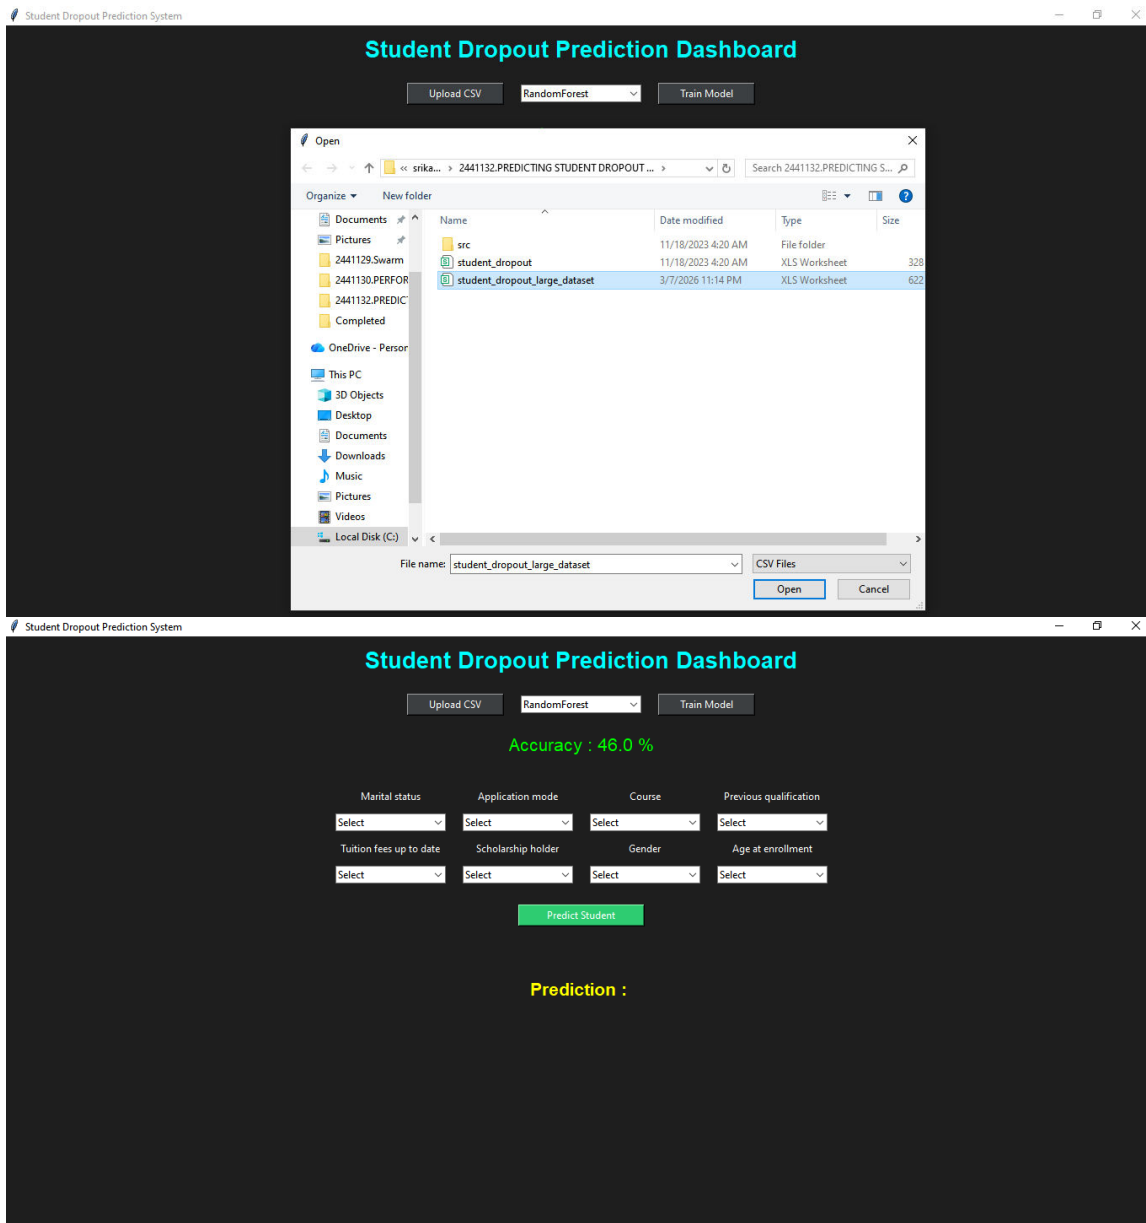 Student Dropout Prediction System
Student Dropout Prediction Dashboard
Upload CSV RandomForest Train Model
Open
« srika... > 2441132.PREDICTING STUDENT DROPOUT ... > Search 2441132.PREDICTING S...
Organize New folder
Name Date modified Type Size
Documents
Pictures
2441129.Swarm
2441130.PERFOR
2441132.PREDIC
Completed
OneDrive - Person
This PC
3D Objects
Desktop
Documents
Downloads
Music
Pictures
Videos
Local Disk (C:)
src 11/18/2023 4:20 AM File folder
student_dropout 11/18/2023 4:20 AM XLS Worksheet 328
student_dropout_large_dataset 3/7/2026 11:14 PM XLS Worksheet 622
File name: student_dropout_large_dataset CSV Files
Open Cancel
Student Dropout Prediction System
Student Dropout Prediction Dashboard
Upload CSV RandomForest Train Model
Accuracy : 46.0 %
Marital status Application mode Course Previous qualification
Select Select Select Select
Tuition fees up to date Scholarship holder Gender Age at enrollment
Select Select Select Select
Predict Student
Prediction :